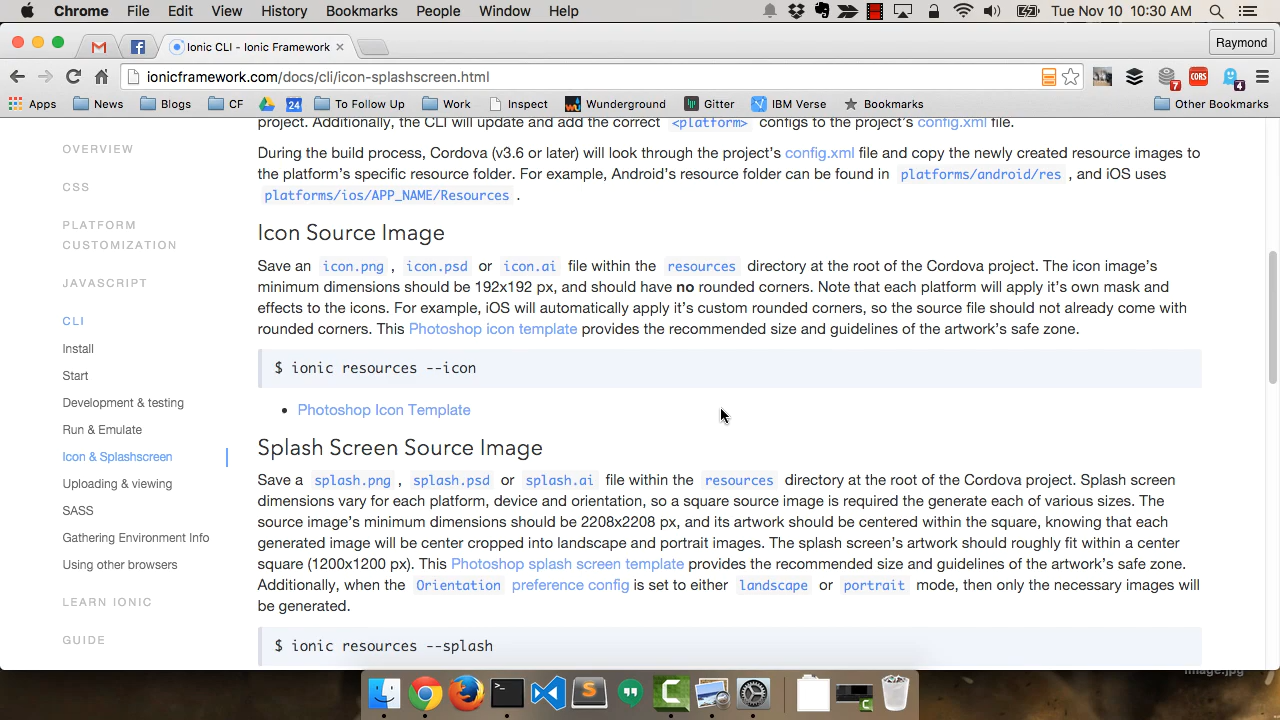 Chrome File Edit View History Bookmarks People Window Help Tue Nov 10 10:30 AM
Ionic CLI - Ionic Framework Raymond
ionicframework.com/docs/cli/icon-splashscreen.html CORS 7 4
Apps News Blogs CF 24 To Follow Up Work Inspect Wunderground Gitter IBM Verse Bookmarks Other Bookmarks
project. Additionally, the CLI will update and add the correct <platform> configs to the project's config.xml file.
During the build process, Cordova (v3.6 or later) will look through the project's config.xml file and copy the newly created resource images to
the platform's specific resource folder. For example, Android's resource folder can be found in platforms/android/res , and iOS uses
platforms/ios/APP_NAME/Resources .
Icon Source Image
Save an icon.png , icon.psd or icon.ai file within the resources directory at the root of the Cordova project. The icon image's
minimum dimensions should be 192x192 px, and should have no rounded corners. Note that each platform will apply it's own mask and
effects to the icons. For example, iOS will automatically apply it's custom rounded corners, so the source file should not already come with
rounded corners. This Photoshop icon template provides the recommended size and guidelines of the artwork's safe zone.
$ ionic resources --icon
Photoshop Icon Template
Splash Screen Source Image
Save a splash.png , splash.psd or splash.ai file within the resources directory at the root of the Cordova project. Splash screen
dimensions vary for each platform, device and orientation, so a square source image is required the generate each of various sizes. The
source image's minimum dimensions should be 2208x2208 px, and its artwork should be centered within the square, knowing that each
generated image will be center cropped into landscape and portrait images. The splash screen's artwork should roughly fit within a center
square (1200x1200 px). This Photoshop splash screen template provides the recommended size and guidelines of the artwork's safe zone.
Additionally, when the Orientation preference config is set to either landscape or portrait mode, then only the necessary images will
be generated.
$ ionic resources --splash
OVERVIEW
CSS
PLATFORM
CUSTOMIZATION
JAVASCRIPT
CLI
Install
Start
Development & testing
Run & Emulate
Icon & Splashscreen
Uploading & viewing
SASS
Gathering Environment Info
Using other browsers
LEARN IONIC
GUIDE
image.jpg